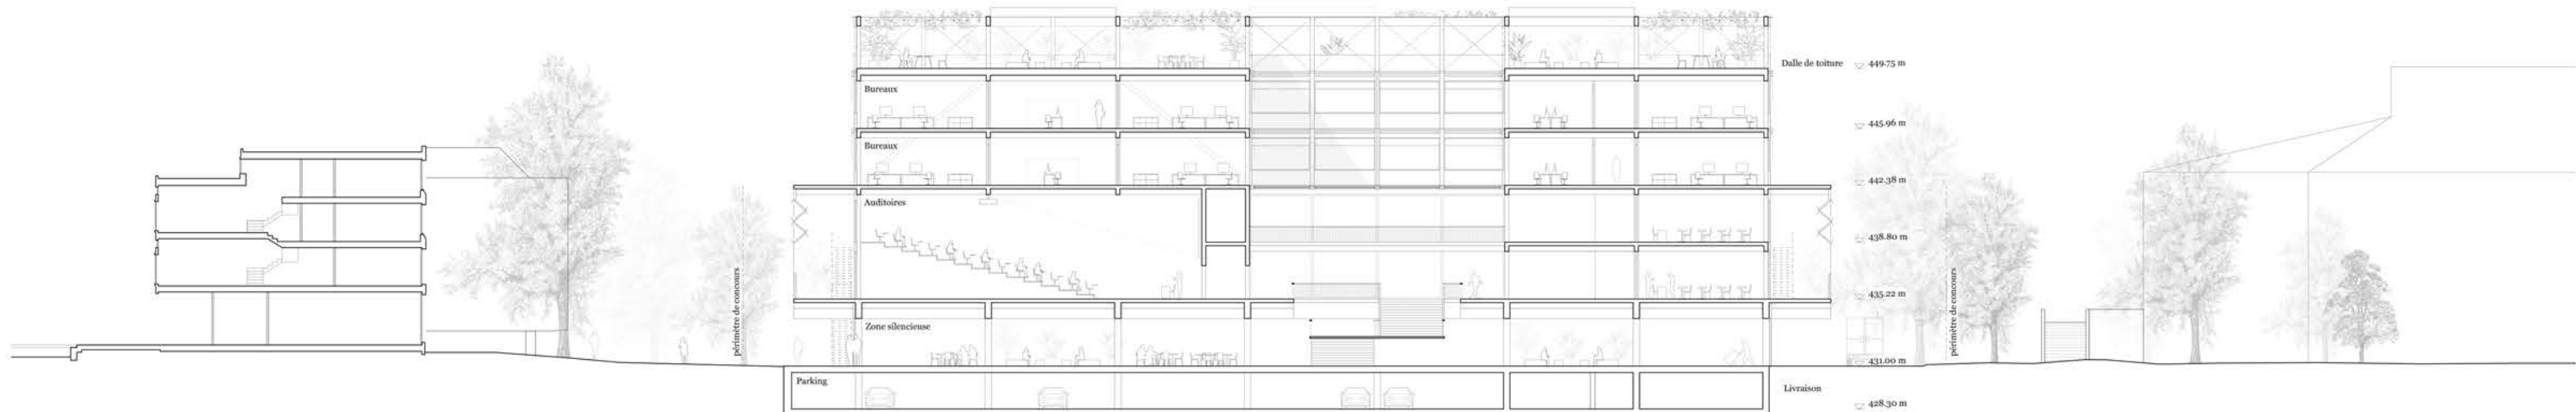 Dalle de toiture 449.75 m
Bureaux
445.96 m
Bureaux
442.38 m
Auditoires
438.80 m
périmètre de concours
435.22 m
périmètre de concours
Zone silencieuse
431.00 m
Parking
Livraison
428.30 m